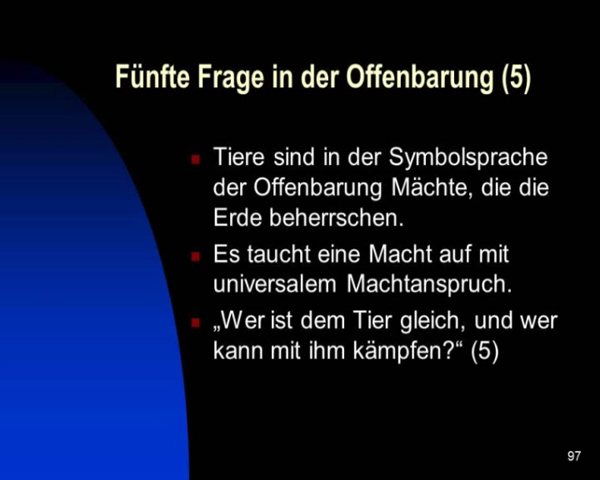 Fünfte Frage in der Offenbarung (5)
Tiere sind in der Symbolsprache
der Offenbarung Mächte, die die
Erde beherrschen.
Es taucht eine Macht auf mit
universalem Machtanspruch.
„Wer ist dem Tier gleich, und wer
kann mit ihm kämpfen?“ (5)
97